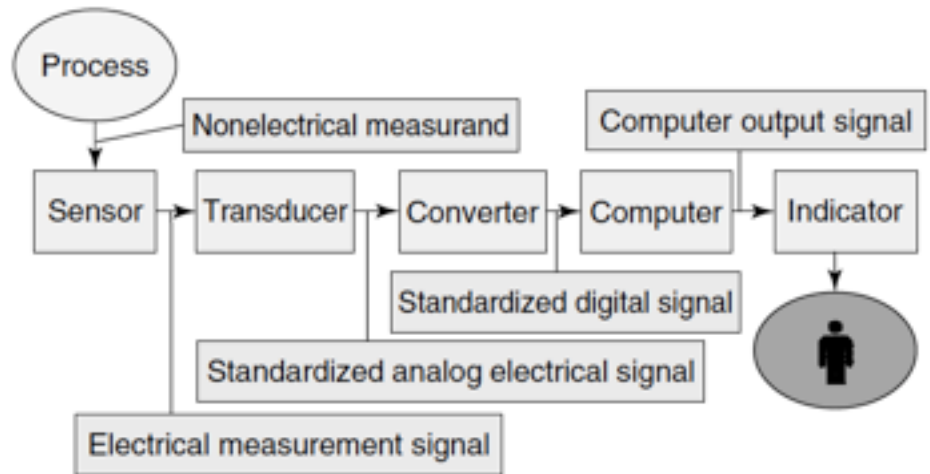 Process
Nonelectrical measurand
Computer output signal
Sensor
Transducer
Converter
Computer
Indicator
Standardized digital signal
Standardized analog electrical signal
Electrical measurement signal